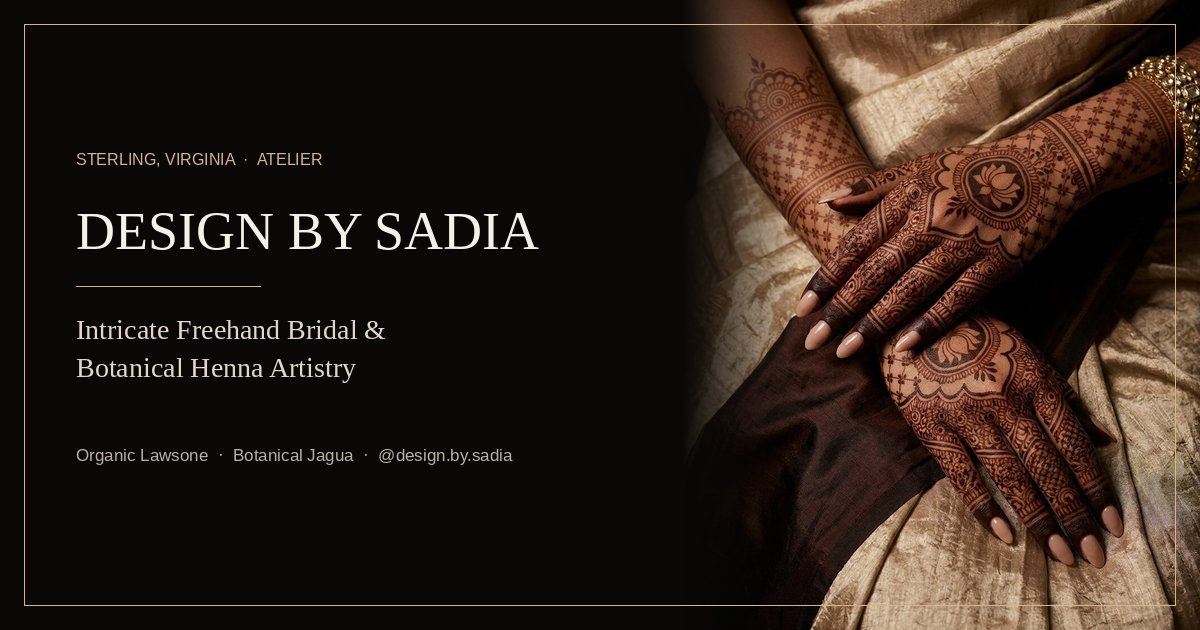 STERLING, VIRGINIA · ATELIER
DESIGN BY SADIA
Intricate Freehand Bridal &
Botanical Henna Artistry
Organic Lawsone · Botanical Jagua · @design.by.sadia